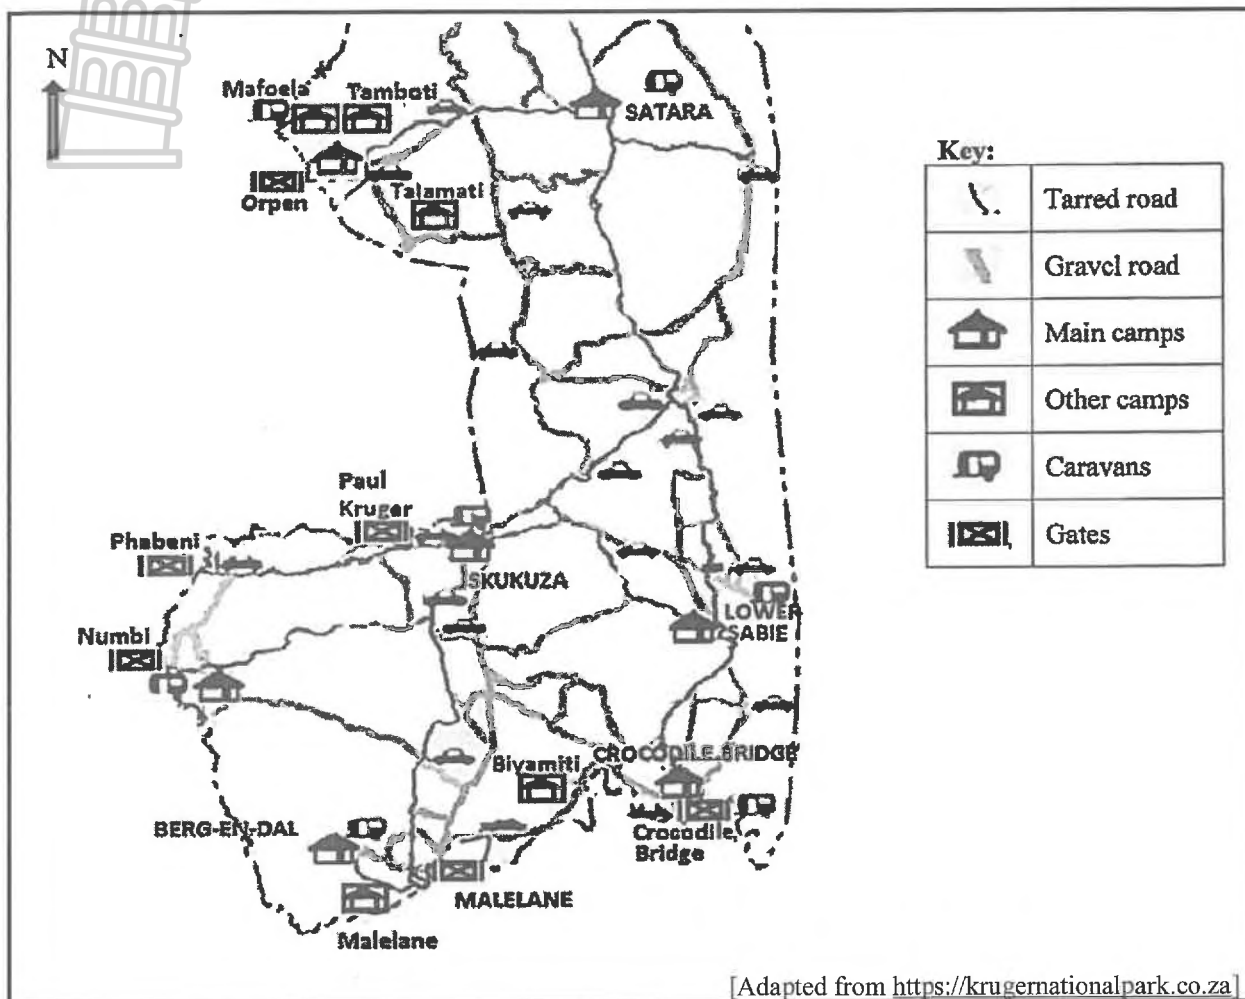 N
Mafoela Tamboti
SATARA
Orpen
Talamati
Paul
Kruger
Phabeni
SKUKUZA
Numbi
LOWER
SABIE
CROCODILE BRIDGE
Biyamiti
BERG-EN-DAL
Crocodile
Bridge
MALELANE
Malelane
Key:
Tarred road
Gravel road
Main camps
Other camps
Caravans
Gates
[Adapted from https://krugernationalpark.co.za]